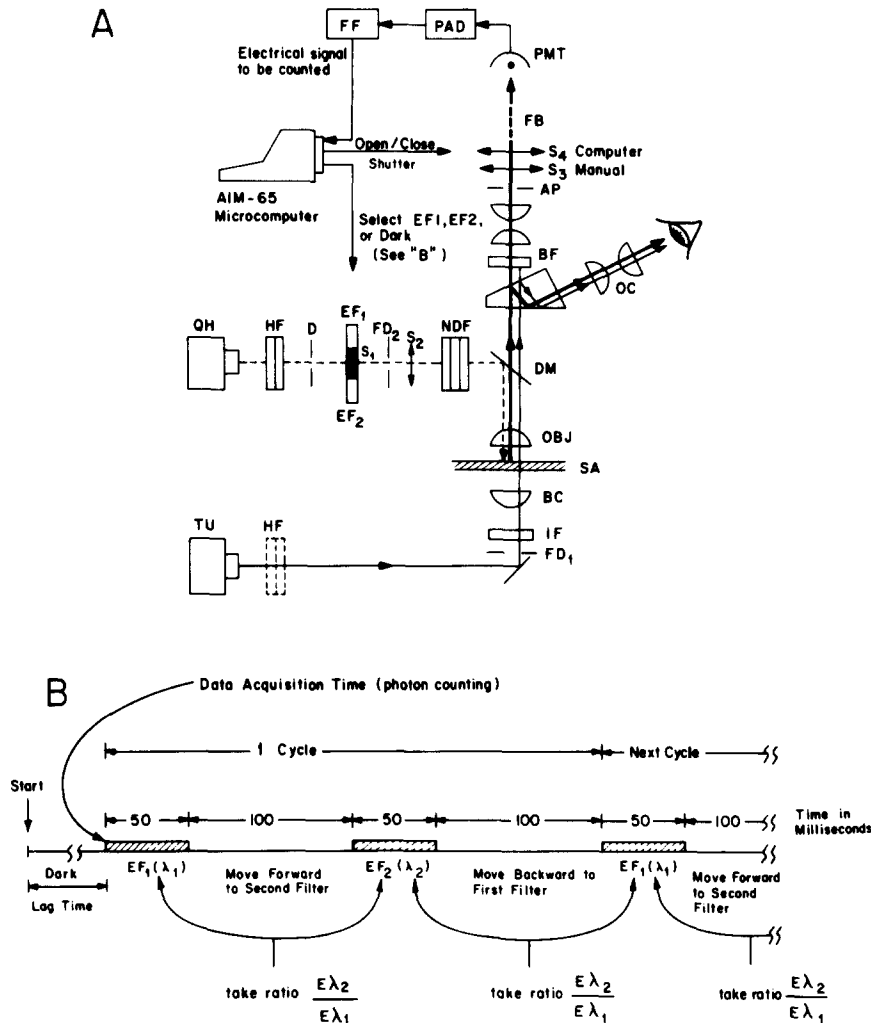 A
FF
PAD
PMT
Electrical signal
to be counted
FB
Open/Close
Shutter
S4 Computer
S3 Manual
AP
AIM-65
Microcomputer
Select EF1, EF2,
or Dark
(See "B")
BF
OC
QH
HF
D
EF1
S1
EF2
FD2
S2
NDF
DM
OBJ
SA
BC
TU
HF
IF
FD1
B
Data Acquisition Time (photon counting)
1 Cycle
Next Cycle
Start
50
100
50
100
50
100
Time in
Milliseconds
Dark
Lag Time
EF1(λ1)
Move Forward
to Second Filter
EF2(λ2)
Move Backward to
First Filter
EF1(λ1)
Move Forward
to Second
Filter
take ratio Eλ2
Eλ1
take ratio Eλ2
Eλ1
take ratio Eλ2
Eλ1